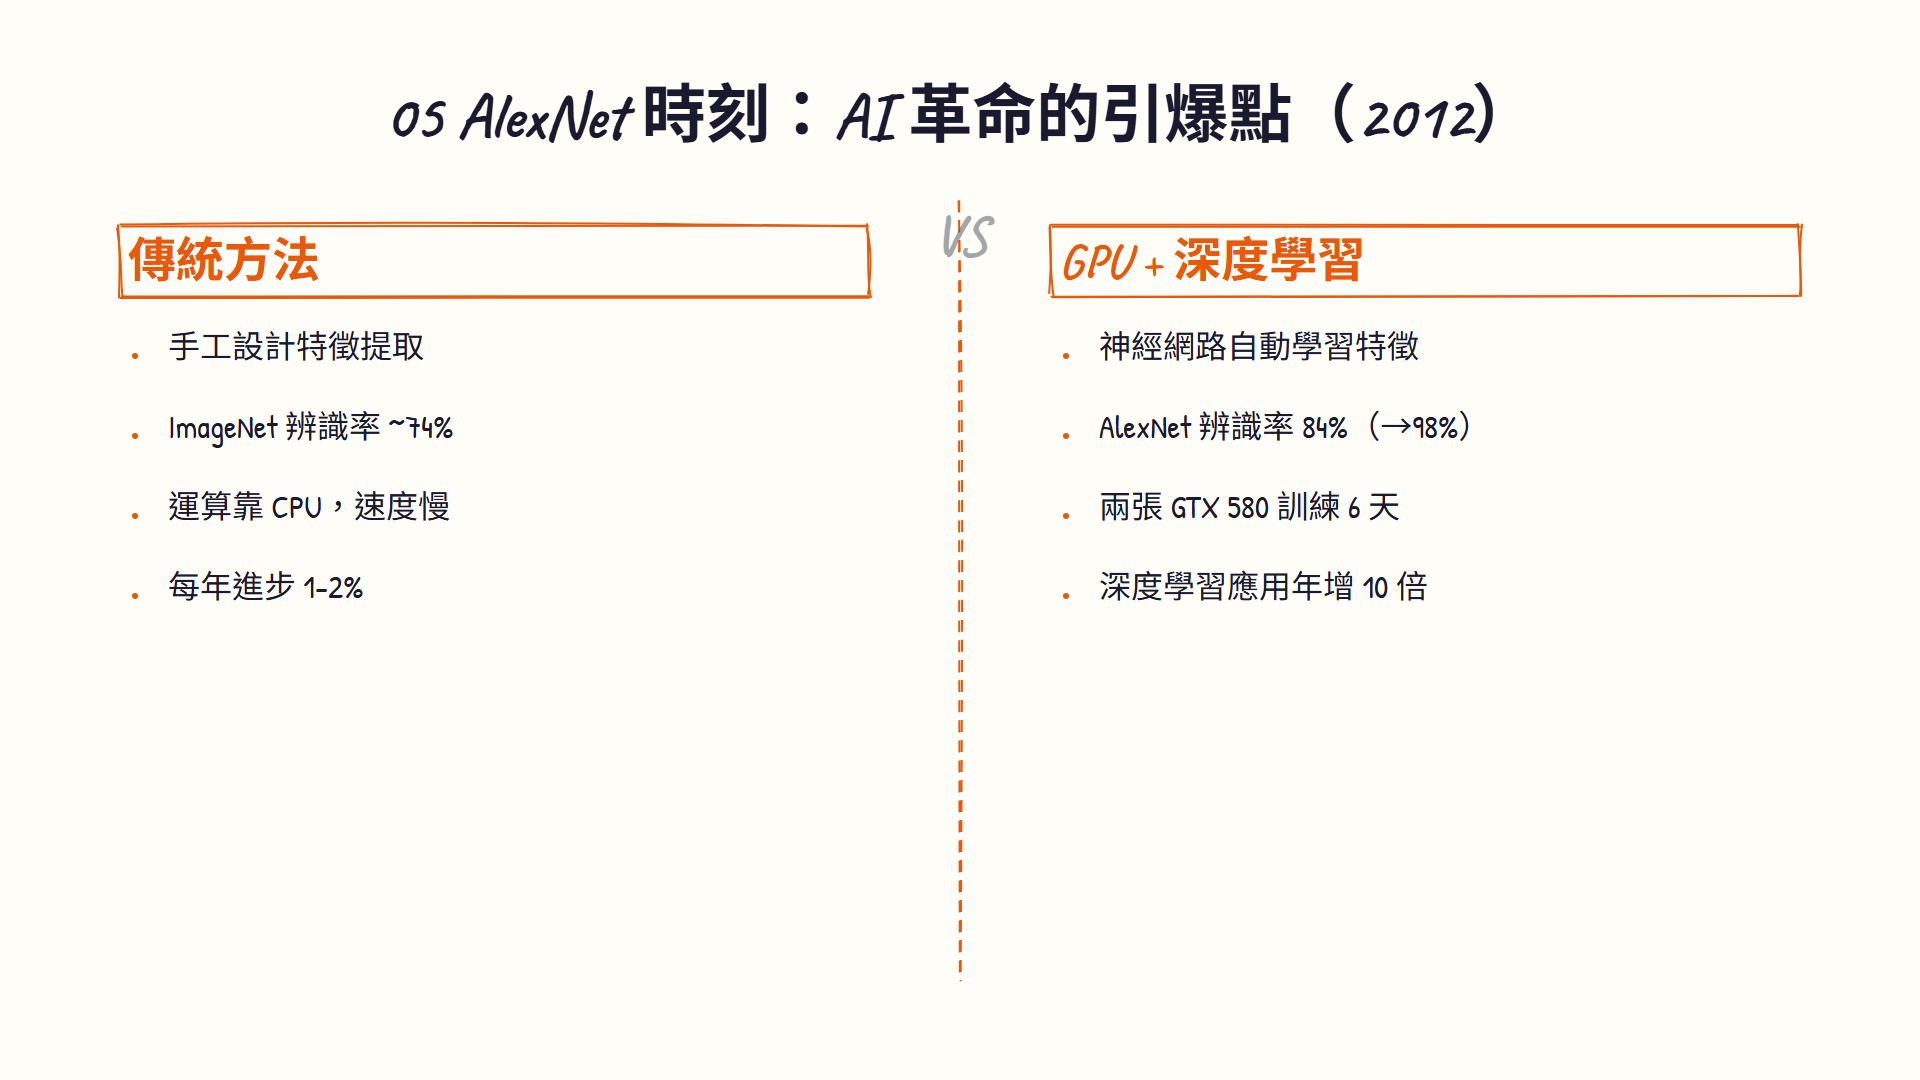 05 AlexNet 時刻：AI 革命的引爆點（2012）
傳統方法
手工設計特徵提取
ImageNet 辨識率 ~74%
運算靠 CPU，速度慢
每年進步 1-2%
VS
GPU + 深度學習
神經網路自動學習特徵
AlexNet 辨識率 84%（→98%）
兩張 GTX 580 訓練 6 天
深度學習應用年增 10 倍